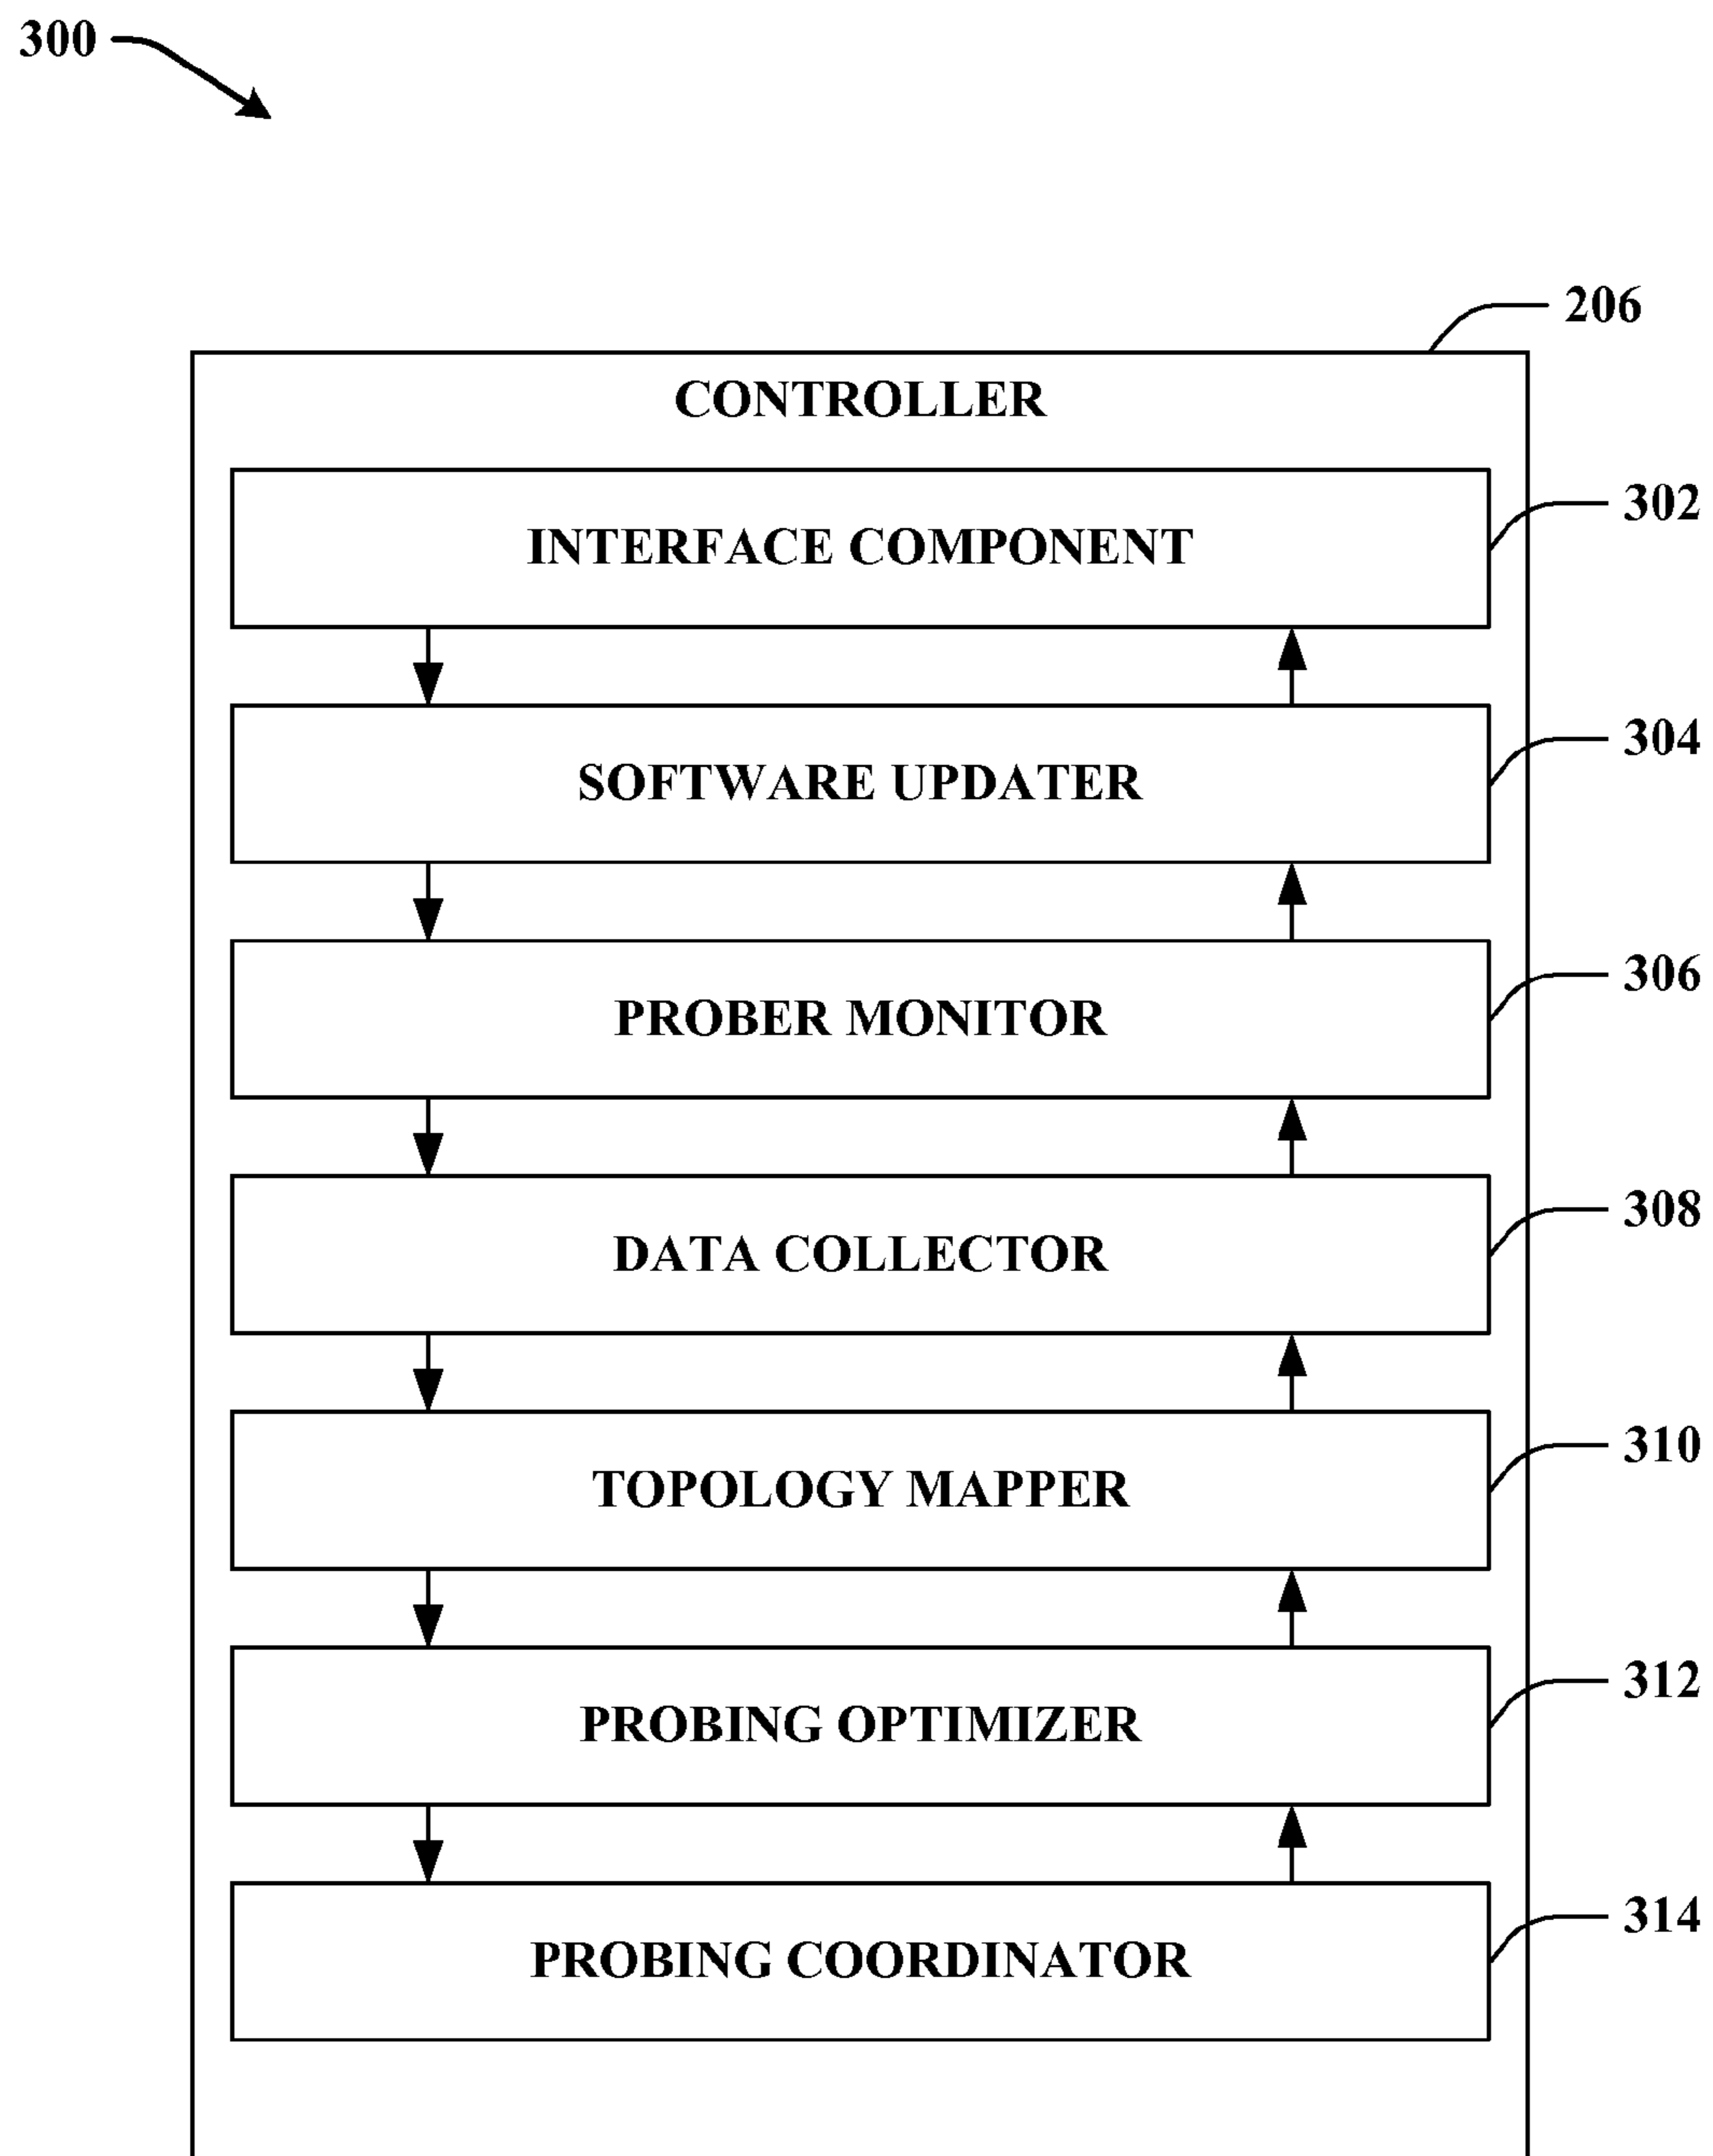 300
206
CONTROLLER
INTERFACE COMPONENT
302
SOFTWARE UPDATER
304
PROBER MONITOR
306
DATA COLLECTOR
308
TOPOLOGY MAPPER
310
PROBING OPTIMIZER
312
PROBING COORDINATOR
314